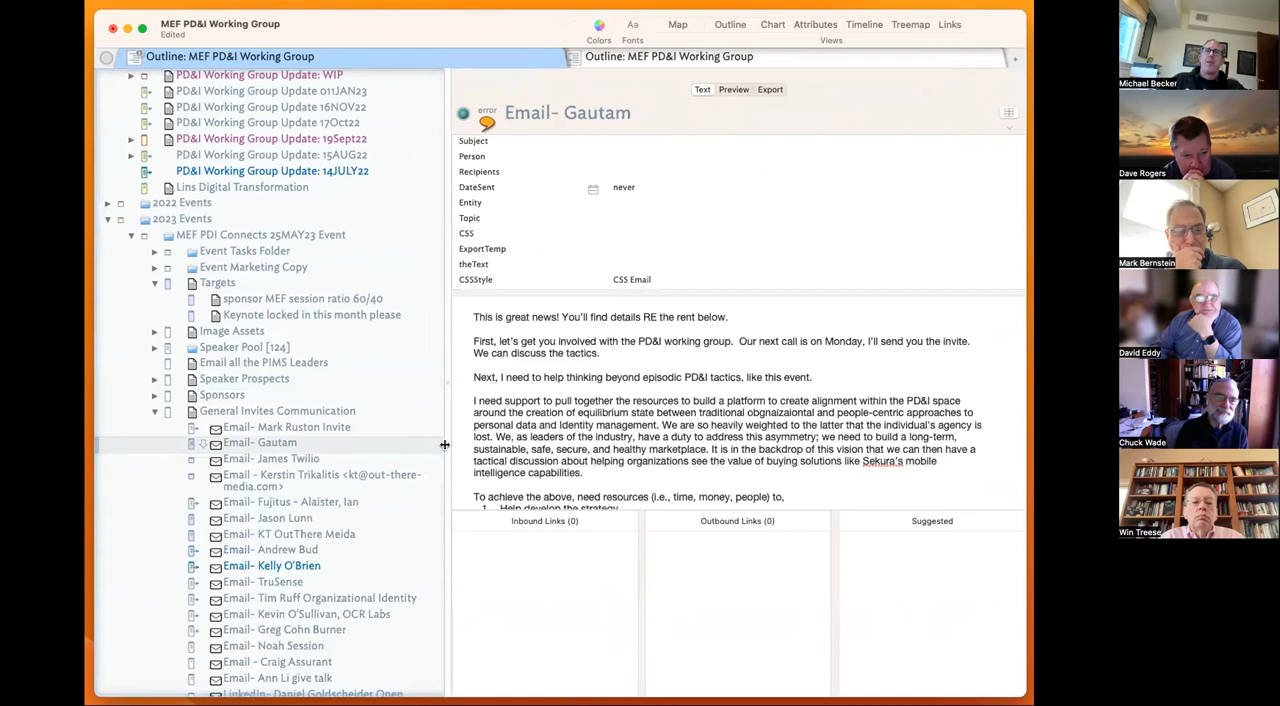 MEF PD&I Working Group
Edited
Colors
Aa
Fonts
Map
Outline
Chart
Attributes
Timeline
Treemap
Links
Views
Outline: MEF PD&I Working Group
Outline: MEF PD&I Working Group
PD&I Working Group Update: WIP
PD&I Working Group Update 011JAN23
PD&I Working Group Update 16NOV22
PD&I Working Group Update 17Oct22
PD&I Working Group Update: 19Sept22
PD&I Working Group Update: 15AUG22
PD&I Working Group Update: 14JULY22
Lins Digital Transformation
2022 Events
2023 Events
MEF PDI Connects 25MAY23 Event
Event Tasks Folder
Event Marketing Copy
Targets
sponsor MEF session ratio 60/40
Keynote locked in this month please
Image Assets
Speaker Pool [124]
Email all the PIMS Leaders
Speaker Prospects
Sponsors
General Invites Communication
Email- Mark Ruston Invite
Email- Gautam
Email- James Twilio
Email - Kerstin Trikalitis <kt@out-there-
media.com>
Email- Fujitus - Alaister, Ian
Email- Jason Lunn
Email- KT OutThere Meida
Email- Andrew Bud
Email- Kelly O'Brien
Email- TruSense
Email- Tim Ruff Organizational Identity
Email- Kevin O'Sullivan, OCR Labs
Email- Greg Cohn Burner
Email- Noah Session
Email - Craig Assurant
Email- Ann Li give talk
LinkedIn- Daniel Goldscheider Open
Text
Preview
Export
error
Email- Gautam
Subject
Person
Recipients
DateSent never
Entity
Topic
CSS
ExportTemp
theText
CSSStyle CSS Email
This is great news! You'll find details RE the rent below.
First, let's get you involved with the PD&I working group. Our next call is on Monday, I'll send you the invite.
We can discuss the tactics.
Next, I need to help thinking beyond episodic PD&I tactics, like this event.
I need support to pull together the resources to build a platform to create alignment within the PD&I space
around the creation of equilibrium state between traditional obgnaizaiontal and people-centric approaches to
personal data and Identity management. We are so heavily weighted to the latter that the individual's agency is
lost. We, as leaders of the industry, have a duty to address this asymmetry; we need to build a long-term,
sustainable, safe, secure, and healthy marketplace. It is in the backdrop of this vision that we can then have a
tactical discussion about helping organizations see the value of buying solutions like Sekura's mobile
intelligence capabilities.
To achieve the above, need resources (i.e., time, money, people) to,
1. Help develop the strategy
Inbound Links (0)
Outbound Links (0)
Suggested
Michael Becker
Dave Rogers
Mark Bernstein
David Eddy
Chuck Wade
Win Treese